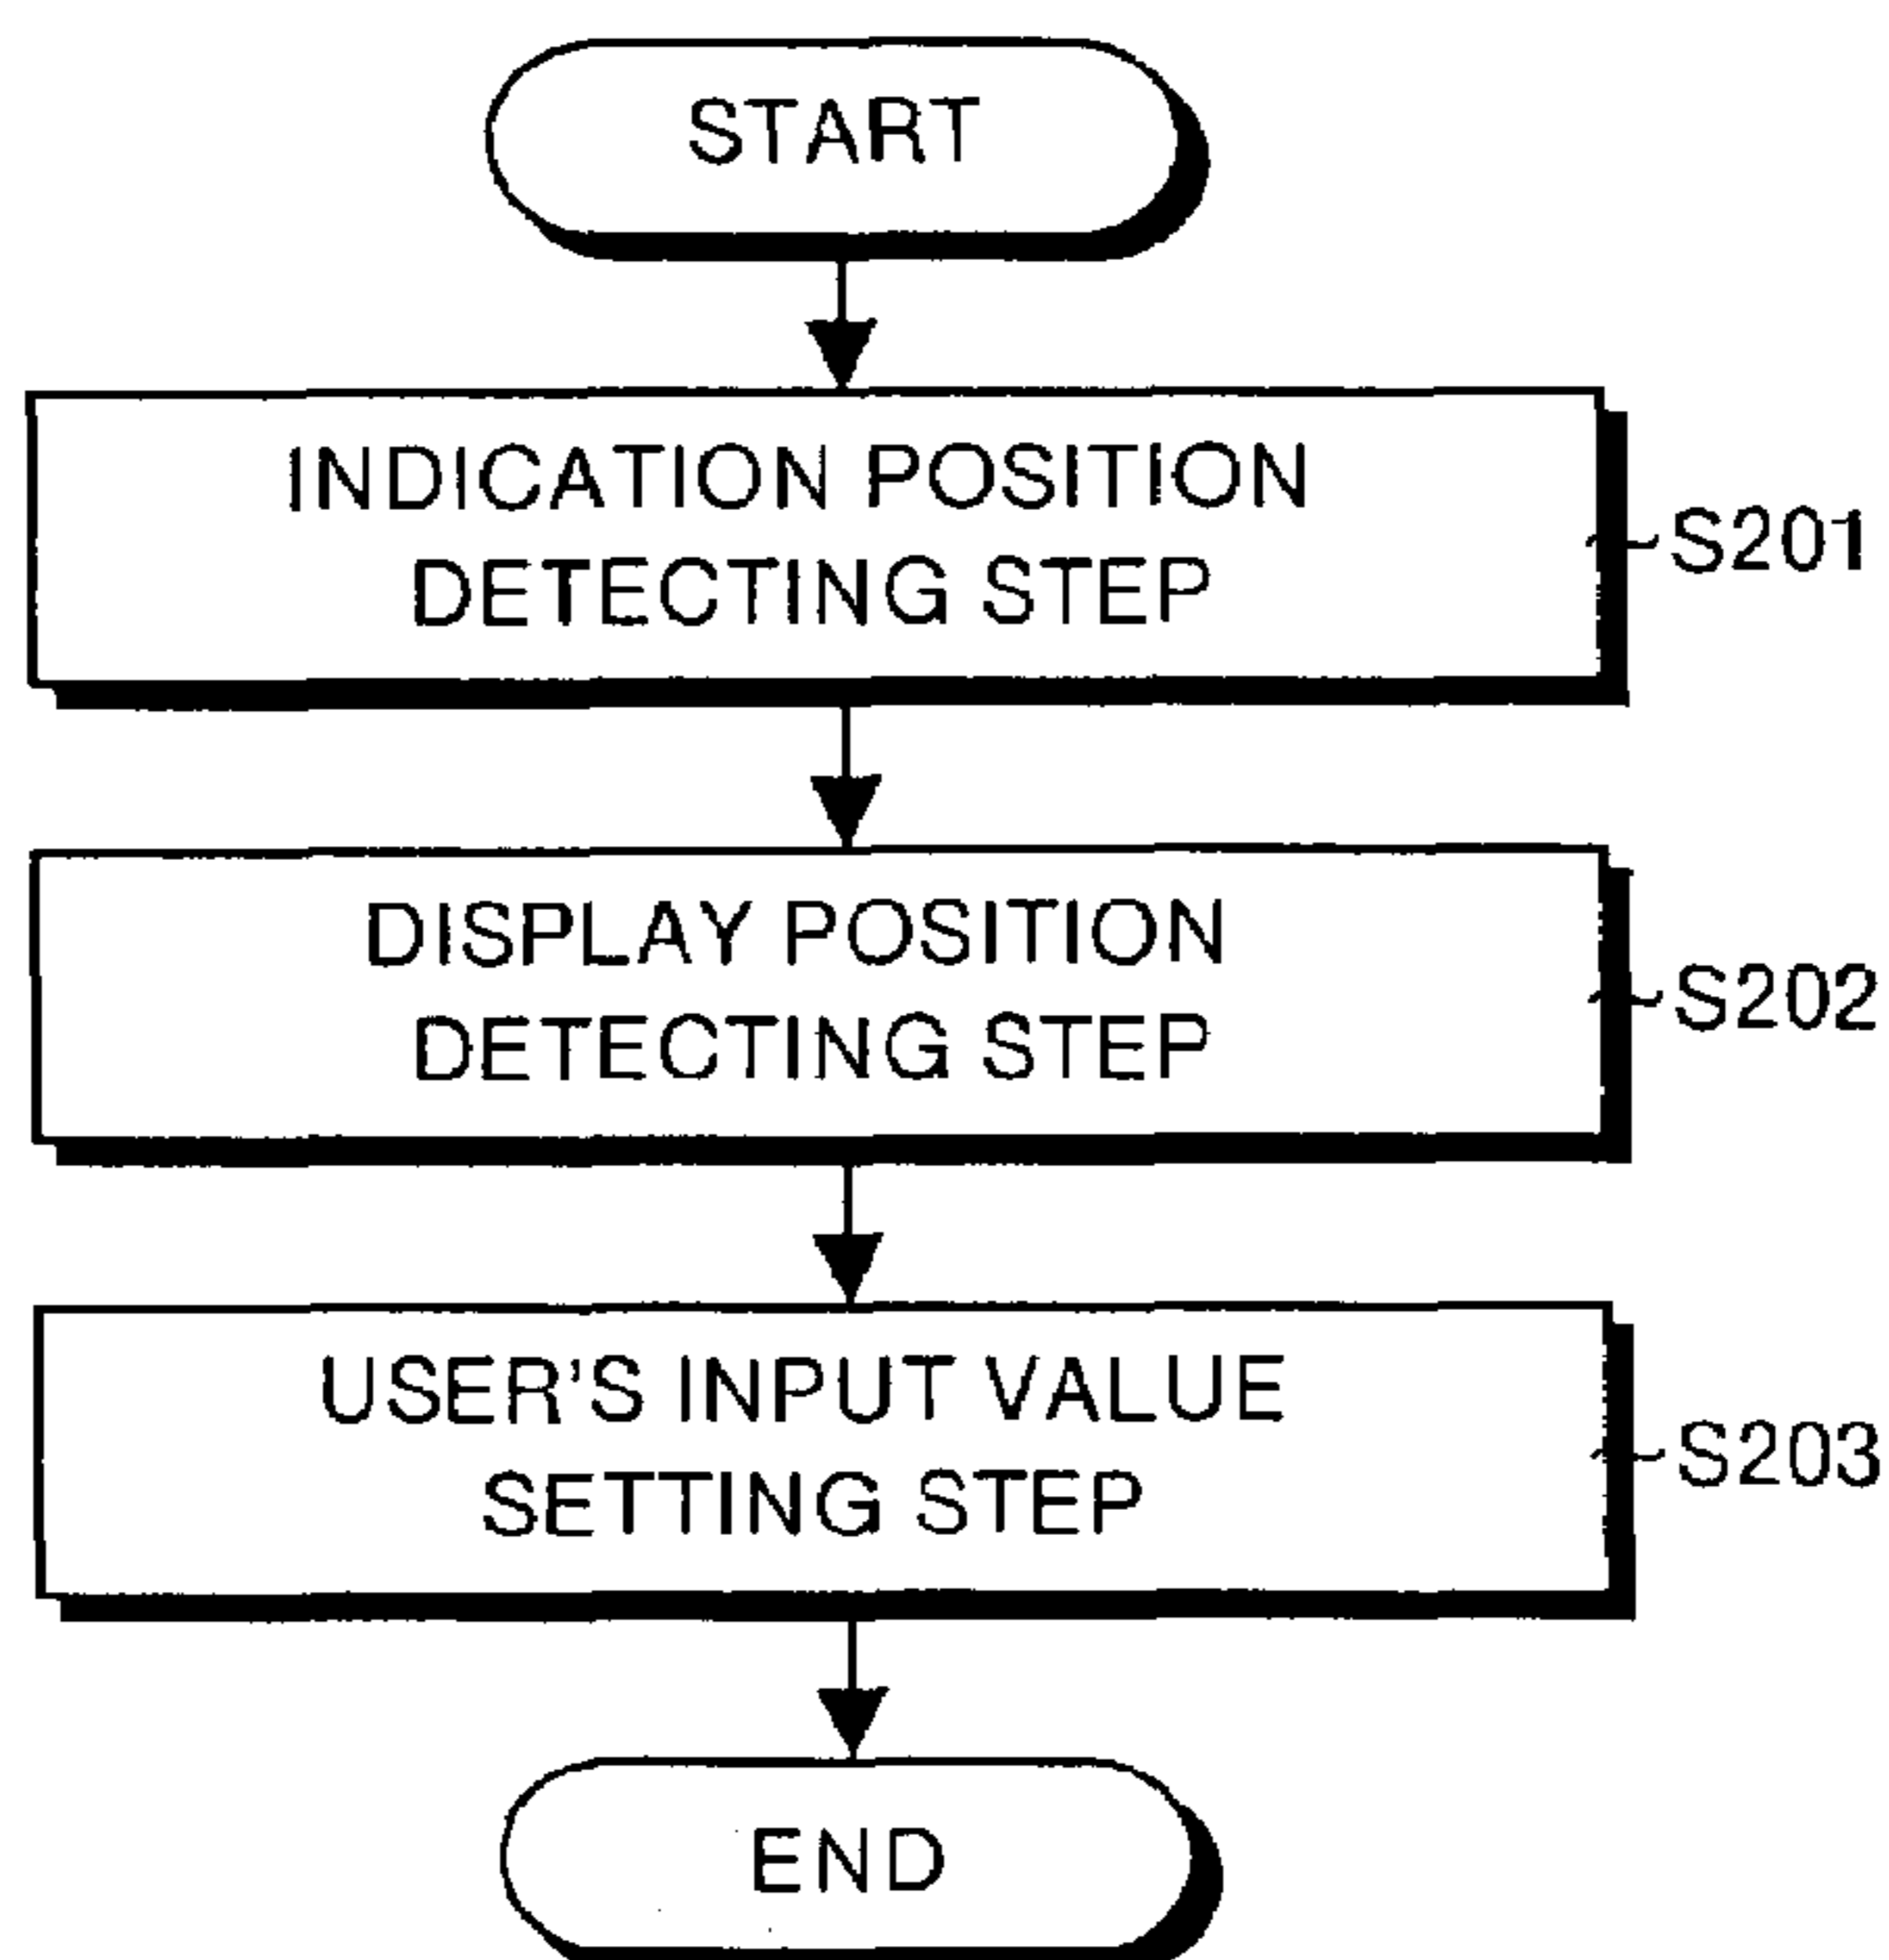 START
INDICATION POSITION
DETECTING STEP
S201
DISPLAY POSITION
DETECTING STEP
S202
USER'S INPUT VALUE
SETTING STEP
S203
END